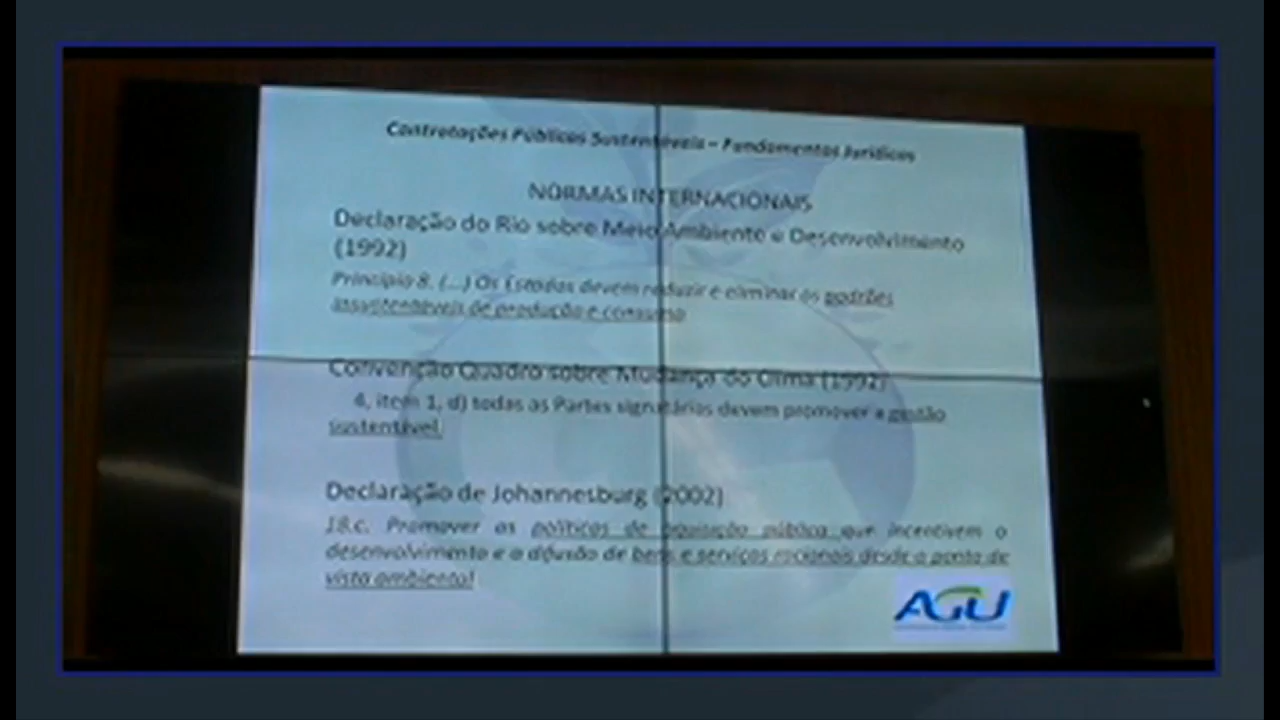 Contratações Públicas Sustentáveis – Fundamentos Jurídicos
NORMAS INTERNACIONAIS
Declaração do Rio sobre Meio Ambiente e Desenvolvimento
(1992)
Princípio 8. (...) Os Estados devem reduzir e eliminar os padrões
insustentáveis de produção e consumo
Convenção Quadro sobre Mudança do Clima (1992)
4, item 1, d) todas as Partes signatárias devem promover a gestão
sustentável.
Declaração de Johannesburg (2002)
18.c. Promover as políticas de aquisição pública que incentivem o
desenvolvimento e a difusão de bens e serviços racionais desde o ponto de
vista ambiental
AGU